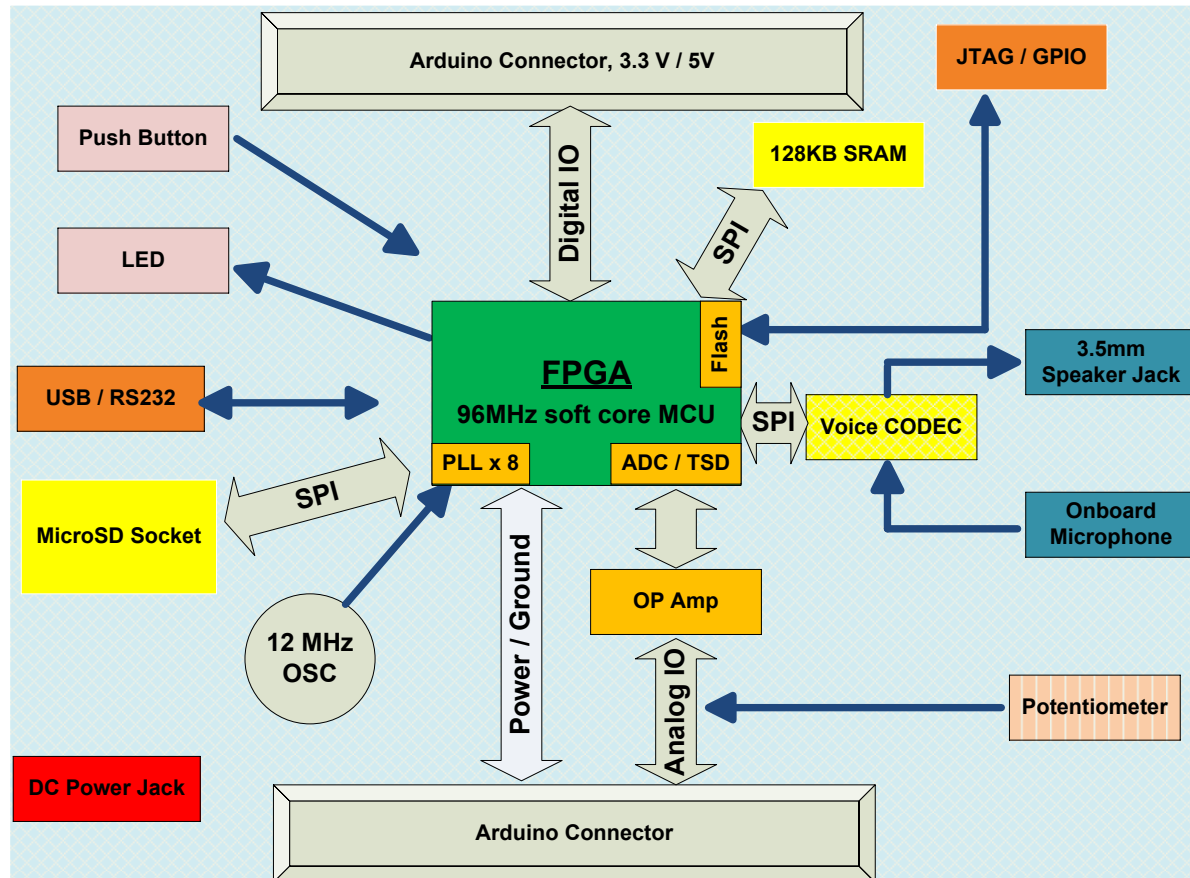 Arduino Connector, 3.3 V / 5V
JTAG / GPIO
Push Button
128KB SRAM
Digital IO
SPI
LED
Flash
FPGA
96MHz soft core MCU
3.5mm
Speaker Jack
USB / RS232
SPI
Voice CODEC
PLL x 8
ADC / TSD
SPI
MicroSD Socket
Onboard
Microphone
OP Amp
12 MHz
OSC
Power / Ground
Analog IO
Potentiometer
DC Power Jack
Arduino Connector